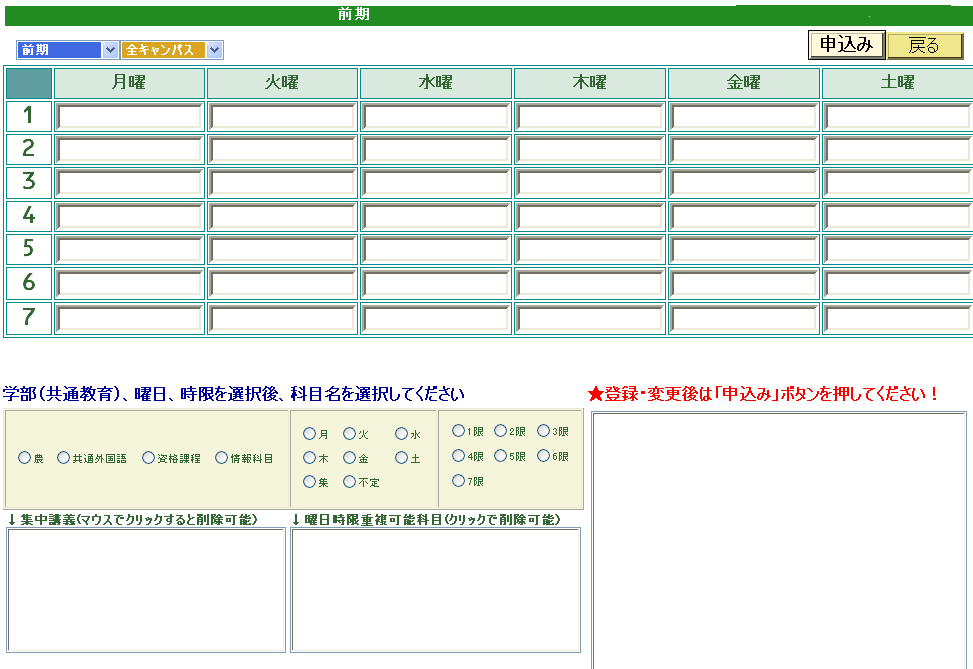 前期
前期 全キャンパス 申込み 戻る
月曜 火曜 水曜 木曜 金曜 土曜
1
2
3
4
5
6
7
学部(共通教育)、曜日、時限を選択後、科目名を選択してください
★登録・変更後は「申込み」ボタンを押してください!
農 共通外国語 資格課程 情報科目
月 火 水
木 金 土
集 不定
1限 2限 3限
4限 5限 6限
7限
↓集中講義(マウスでクリックすると削除可能)
↓曜日時限重複可能科目(クリックで削除可能)